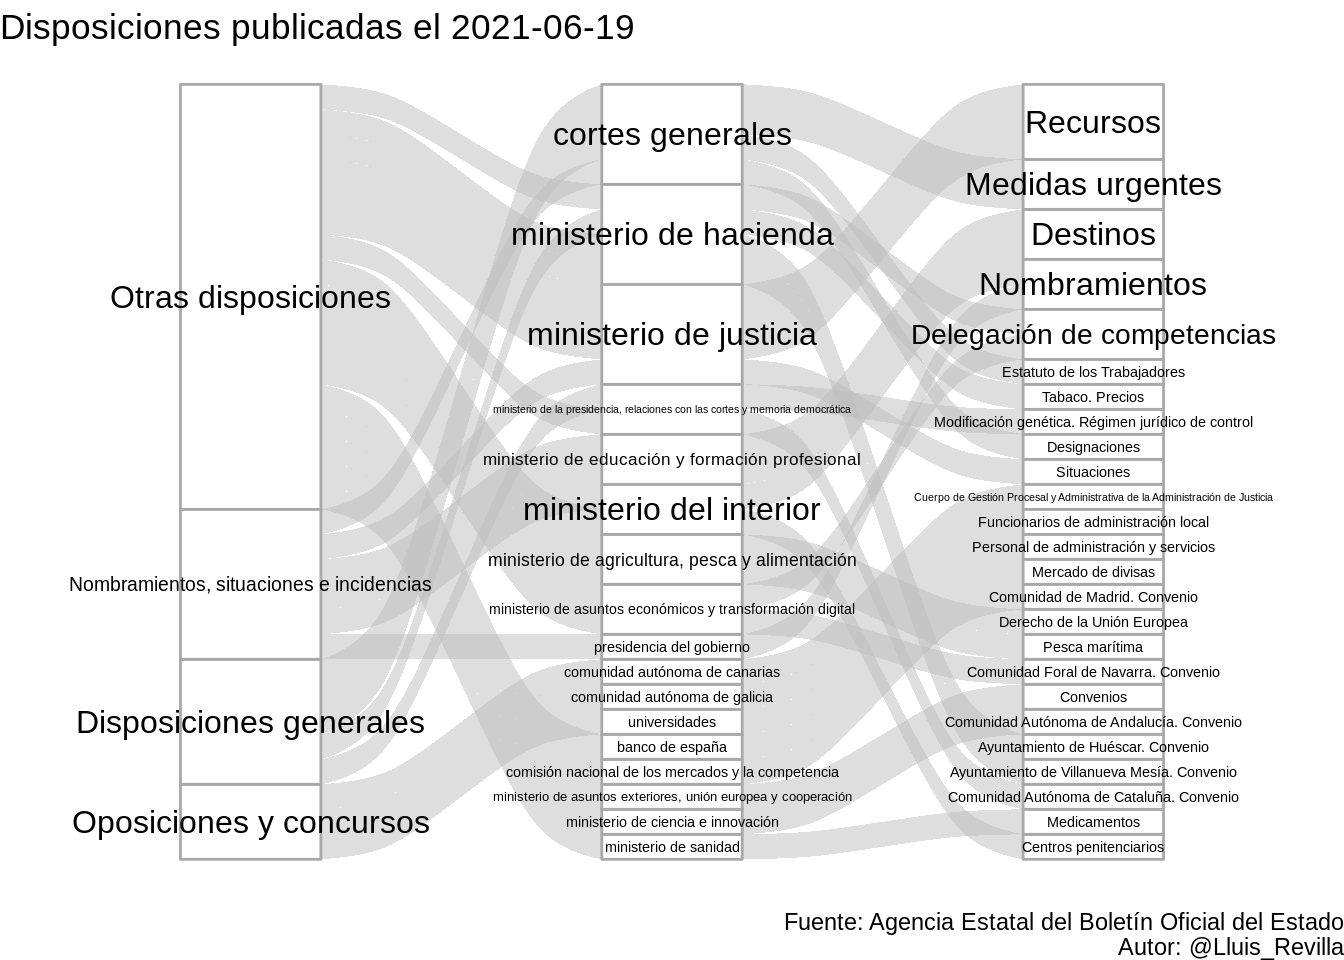 Disposiciones publicadas el 2021-06-19
Otras disposiciones
Nombramientos, situaciones e incidencias
Disposiciones generales
Oposiciones y concursos
cortes generales
ministerio de hacienda
ministerio de justicia
ministerio de la presidencia, relaciones con las cortes y memoria democrática
ministerio de educación y formación profesional
ministerio del interior
ministerio de agricultura, pesca y alimentación
ministerio de asuntos económicos y transformación digital
presidencia del gobierno
comunidad autónoma de canarias
comunidad autónoma de galicia
universidades
banco de españa
comisión nacional de los mercados y la competencia
ministerio de asuntos exteriores, unión europea y cooperación
ministerio de ciencia e innovación
ministerio de sanidad
Recursos
Medidas urgentes
Destinos
Nombramientos
Delegación de competencias
Estatuto de los Trabajadores
Tabaco. Precios
Modificación genética. Régimen jurídico de control
Designaciones
Situaciones
Cuerpo de Gestión Procesal y Administrativa de la Administración de Justicia
Funcionarios de administración local
Personal de administración y servicios
Mercado de divisas
Comunidad de Madrid. Convenio
Derecho de la Unión Europea
Pesca marítima
Comunidad Foral de Navarra. Convenio
Convenios
Comunidad Autónoma de Andalucía. Convenio
Ayuntamiento de Huéscar. Convenio
Ayuntamiento de Villanueva Mesía. Convenio
Comunidad Autónoma de Cataluña. Convenio
Medicamentos
Centros penitenciarios
Fuente: Agencia Estatal del Boletín Oficial del Estado
Autor: @Lluis_Revilla